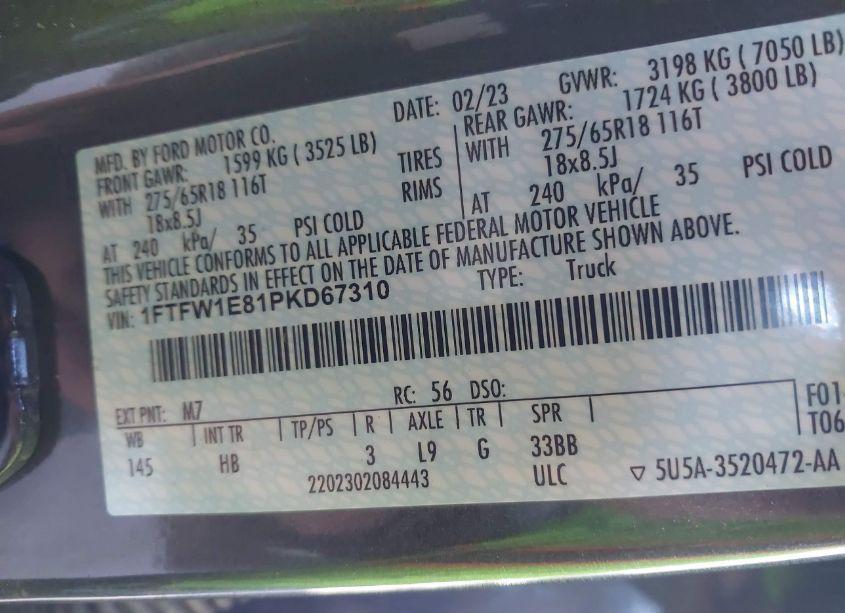 MFD. BY FORD MOTOR CO.
DATE: 02/23
GVWR: 3198 KG ( 7050 LB)
FRONT GAWR: 1599 KG ( 3525 LB)
REAR GAWR: 1724 KG ( 3800 LB)
WITH 275/65R18 116T TIRES
WITH 275/65R18 116T
18x8.5J RIMS
18x8.5J
AT 240 kPa/ 35 PSI COLD
AT 240 kPa/ 35 PSI COLD
THIS VEHICLE CONFORMS TO ALL APPLICABLE FEDERAL MOTOR VEHICLE
SAFETY STANDARDS IN EFFECT ON THE DATE OF MANUFACTURE SHOWN ABOVE.
VIN: 1FTFW1E81PKD67310 TYPE: Truck
EXT PNT: M7 RC: 56 DSO:
WB | INT TR | TP/PS | R | AXLE | TR | SPR | F01-
145 HB 3 L9 G 33BB T06
2202302084443 ULC ▽ 5U5A-3520472-AA